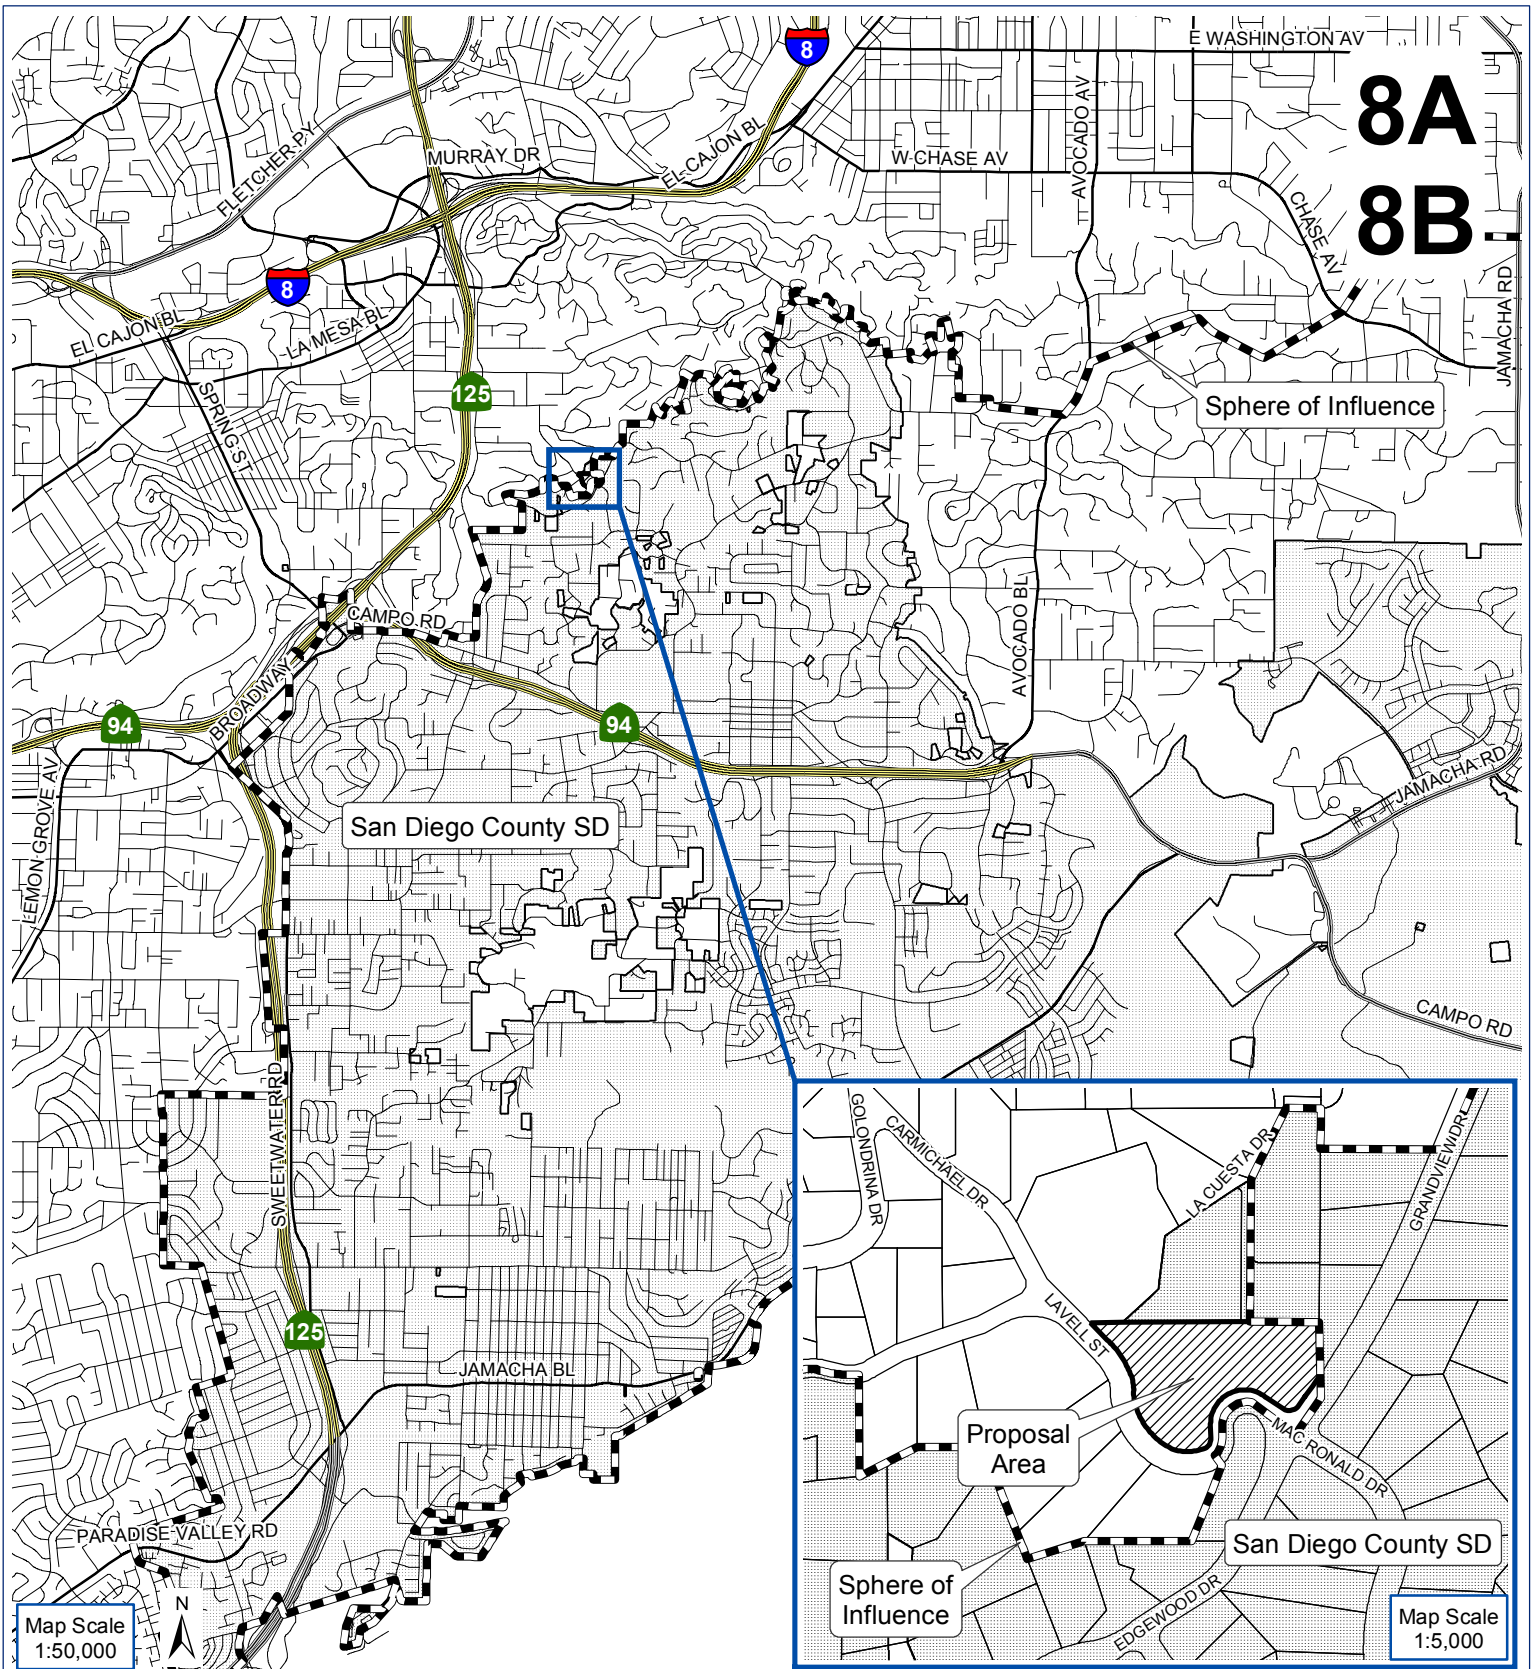 E WASHINGTON AV
8
8A
8B
FLETCHER PY
MURRAY DR
EL CAJON BL
W CHASE AV
AVOCADO AV
CHASE AV
JAMACHA RD
8
EL CAJON BL
LA MESA BL
SPRING ST
125
Sphere of Influence
CAMPO RD
AVOCADO BL
BROADWAY
94
94
LEMON GROVE AV
San Diego County SD
JAMACHA RD
CAMPO RD
SWEETWATER RD
125
JAMACHA BL
PARADISE VALLEY RD
N
Map Scale
1:50,000
GOLONDRINA DR
CARMICHAEL DR
LA CUESTA DR
GRANDVIEW DR
LAVELL ST
Proposal
Area
MAC RONALD DR
San Diego County SD
Sphere of
Influence
EDGEWOOD DR
Map Scale
1:5,000